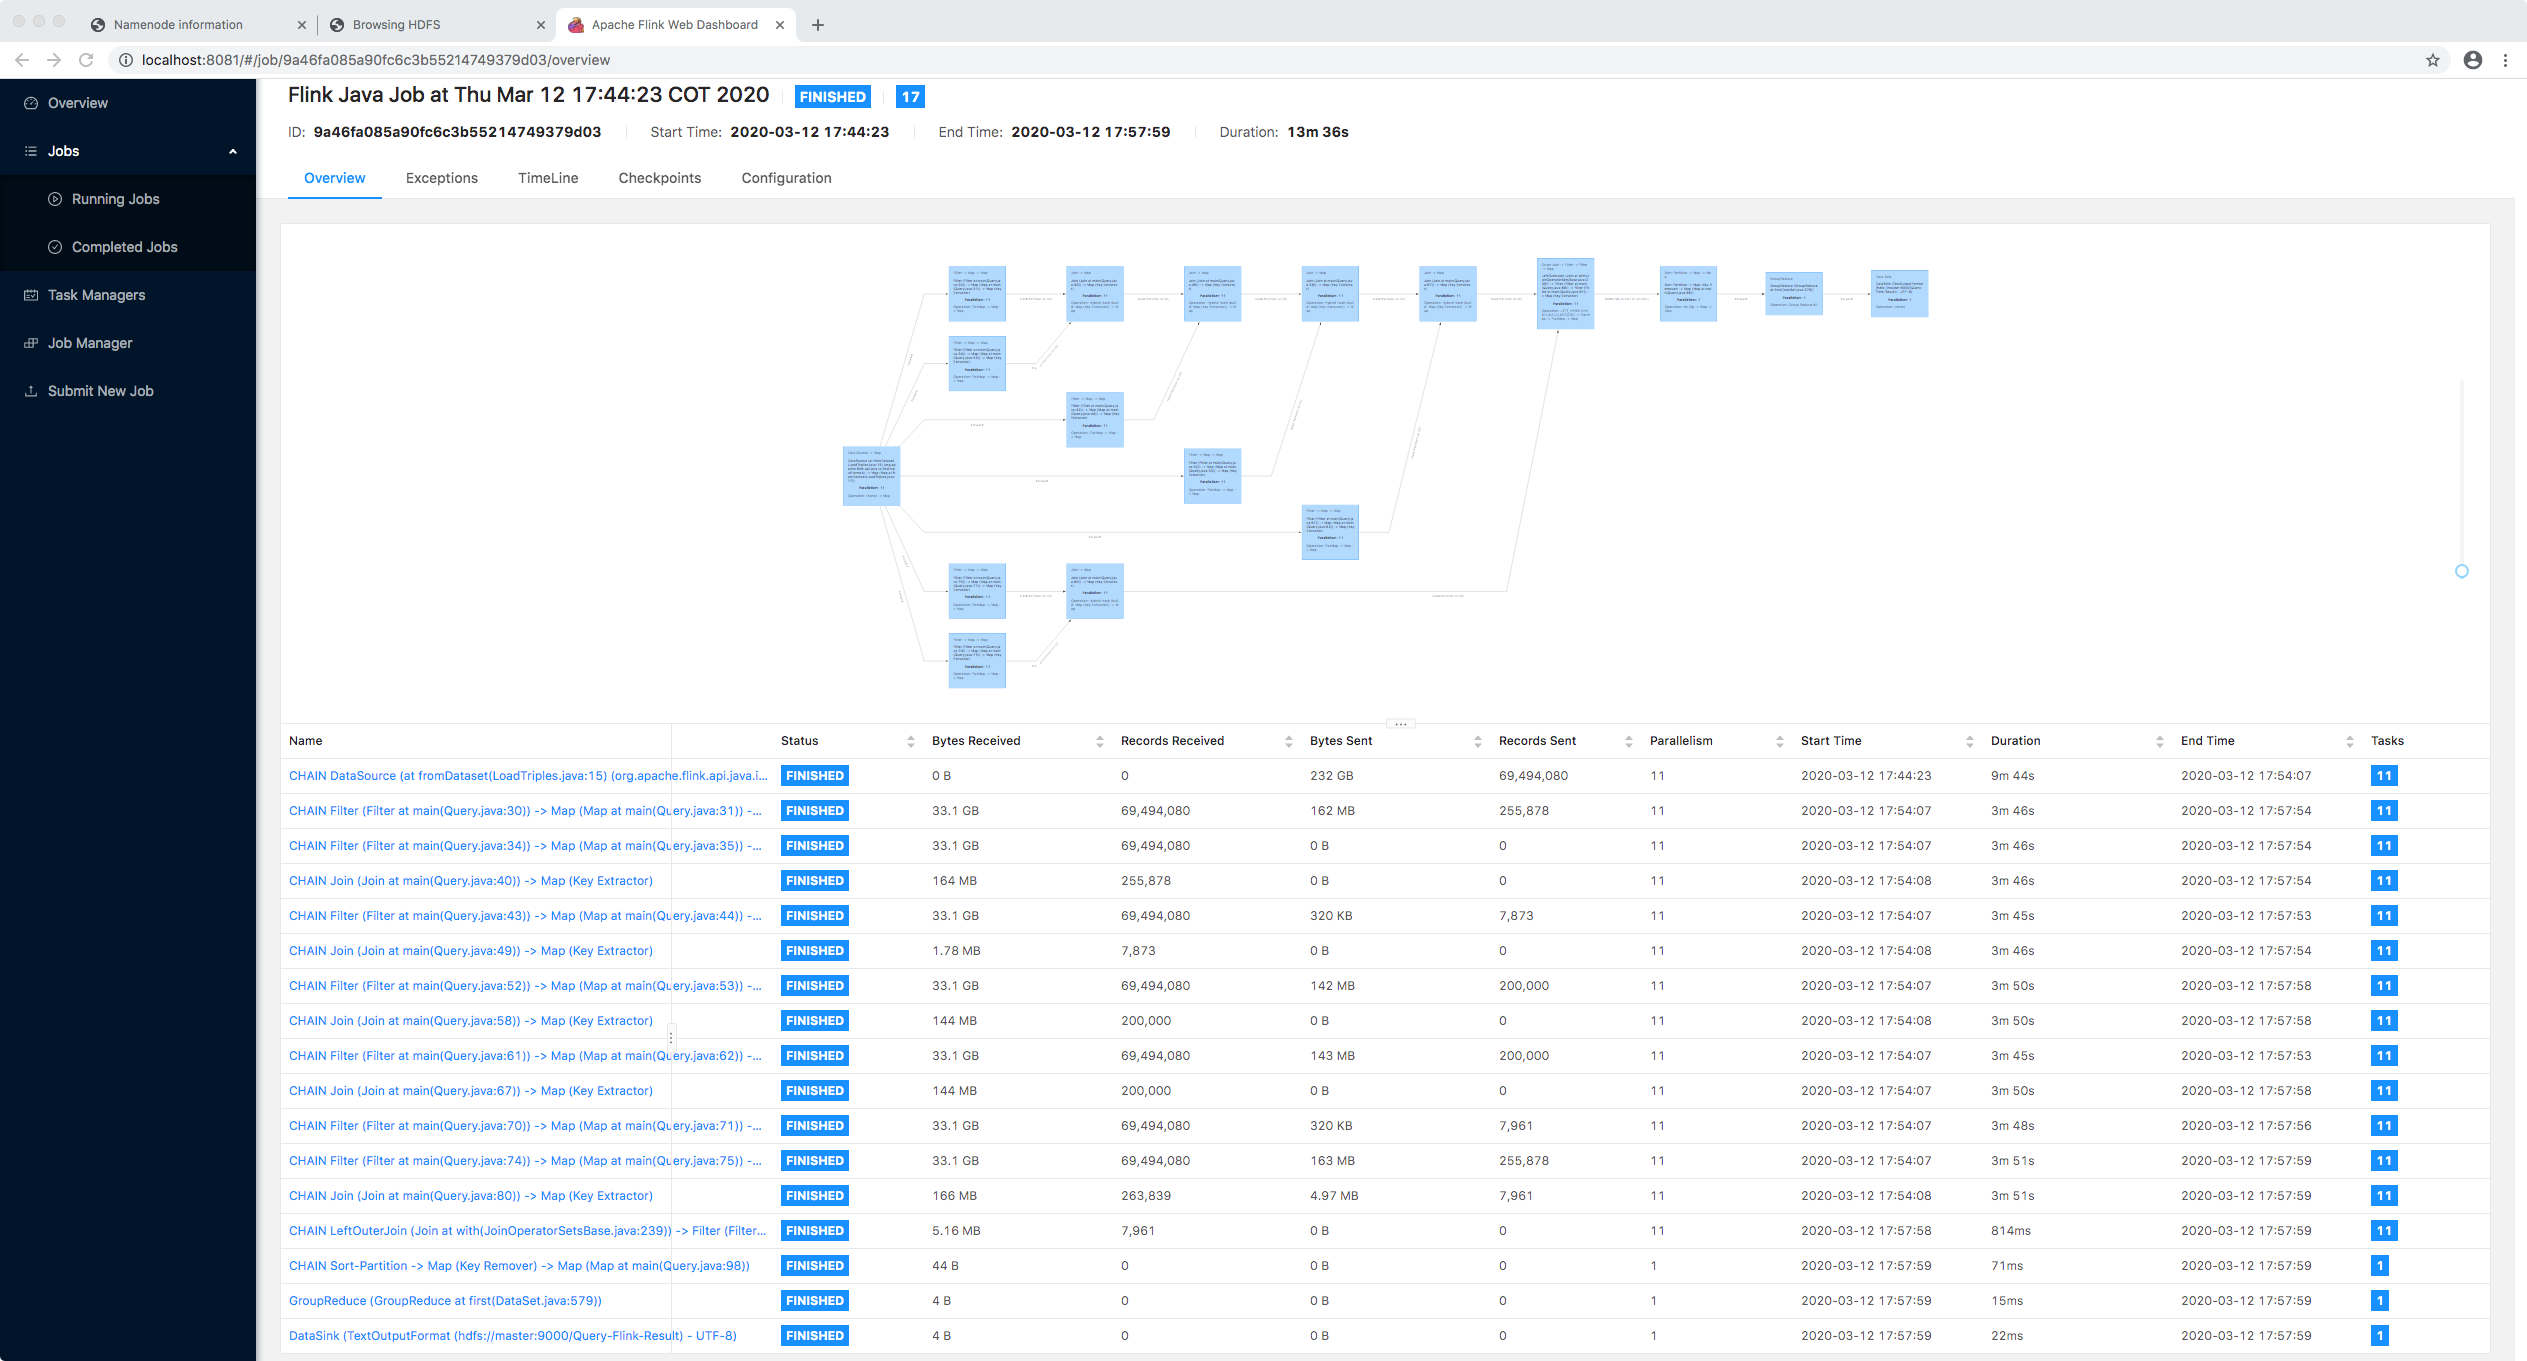 Namenode information
Browsing HDFS
Apache Flink Web Dashboard
localhost:8081/#/job/9a46fa085a90fc6c3b55214749379d03/overview
Overview
Jobs
Running Jobs
Completed Jobs
Task Managers
Job Manager
Submit New Job
Flink Java Job at Thu Mar 12 17:44:23 COT 2020 FINISHED 17
ID: 9a46fa085a90fc6c3b55214749379d03 Start Time: 2020-03-12 17:44:23 End Time: 2020-03-12 17:57:59 Duration: 13m 36s
Overview Exceptions TimeLine Checkpoints Configuration
Name Status Bytes Received Records Received Bytes Sent Records Sent Parallelism Start Time Duration End Time Tasks
CHAIN DataSource (at fromDataset(LoadTriples.java:15) (org.apache.flink.api.java.i... FINISHED 0 B 0 232 GB 69,494,080 11 2020-03-12 17:44:23 9m 44s 2020-03-12 17:54:07 11
CHAIN Filter (Filter at main(Query.java:30)) -> Map (Map at main(Query.java:31)) -... FINISHED 33.1 GB 69,494,080 162 MB 255,878 11 2020-03-12 17:54:07 3m 46s 2020-03-12 17:57:54 11
CHAIN Filter (Filter at main(Query.java:34)) -> Map (Map at main(Query.java:35)) -... FINISHED 33.1 GB 69,494,080 0 B 0 11 2020-03-12 17:54:07 3m 46s 2020-03-12 17:57:54 11
CHAIN Join (Join at main(Query.java:40)) -> Map (Key Extractor) FINISHED 164 MB 255,878 0 B 0 11 2020-03-12 17:54:08 3m 46s 2020-03-12 17:57:54 11
CHAIN Filter (Filter at main(Query.java:43)) -> Map (Map at main(Query.java:44)) -... FINISHED 33.1 GB 69,494,080 320 KB 7,873 11 2020-03-12 17:54:07 3m 45s 2020-03-12 17:57:53 11
CHAIN Join (Join at main(Query.java:49)) -> Map (Key Extractor) FINISHED 1.78 MB 7,873 0 B 0 11 2020-03-12 17:54:08 3m 46s 2020-03-12 17:57:54 11
CHAIN Filter (Filter at main(Query.java:52)) -> Map (Map at main(Query.java:53)) -... FINISHED 33.1 GB 69,494,080 142 MB 200,000 11 2020-03-12 17:54:07 3m 50s 2020-03-12 17:57:58 11
CHAIN Join (Join at main(Query.java:58)) -> Map (Key Extractor) FINISHED 144 MB 200,000 0 B 0 11 2020-03-12 17:54:08 3m 50s 2020-03-12 17:57:58 11
CHAIN Filter (Filter at main(Query.java:61)) -> Map (Map at main(Query.java:62)) -... FINISHED 33.1 GB 69,494,080 143 MB 200,000 11 2020-03-12 17:54:07 3m 45s 2020-03-12 17:57:53 11
CHAIN Join (Join at main(Query.java:67)) -> Map (Key Extractor) FINISHED 144 MB 200,000 0 B 0 11 2020-03-12 17:54:07 3m 50s 2020-03-12 17:57:58 11
CHAIN Filter (Filter at main(Query.java:70)) -> Map (Map at main(Query.java:71)) -... FINISHED 33.1 GB 69,494,080 320 KB 7,961 11 2020-03-12 17:54:07 3m 48s 2020-03-12 17:57:56 11
CHAIN Filter (Filter at main(Query.java:74)) -> Map (Map at main(Query.java:75)) -... FINISHED 33.1 GB 69,494,080 163 MB 255,878 11 2020-03-12 17:54:07 3m 51s 2020-03-12 17:57:59 11
CHAIN Join (Join at main(Query.java:80)) -> Map (Key Extractor) FINISHED 166 MB 263,839 4.97 MB 7,961 11 2020-03-12 17:54:08 3m 51s 2020-03-12 17:57:59 11
CHAIN LeftOuterJoin (Join at with(JoinOperatorSetsBase.java:239)) -> Filter (Filter... FINISHED 5.16 MB 7,961 0 B 0 11 2020-03-12 17:57:58 814ms 2020-03-12 17:57:59 11
CHAIN Sort-Partition -> Map (Key Remover) -> Map (Map at main(Query.java:98)) FINISHED 44 B 0 0 B 0 1 2020-03-12 17:57:59 71ms 2020-03-12 17:57:59 1
GroupReduce (GroupReduce at first(DataSet.java:579)) FINISHED 4 B 0 0 B 0 1 2020-03-12 17:57:59 15ms 2020-03-12 17:57:59 1
DataSink (TextOutputFormat (hdfs://master:9000/Query-Flink-Result) - UTF-8) FINISHED 4 B 0 0 B 0 1 2020-03-12 17:57:59 22ms 2020-03-12 17:57:59 1